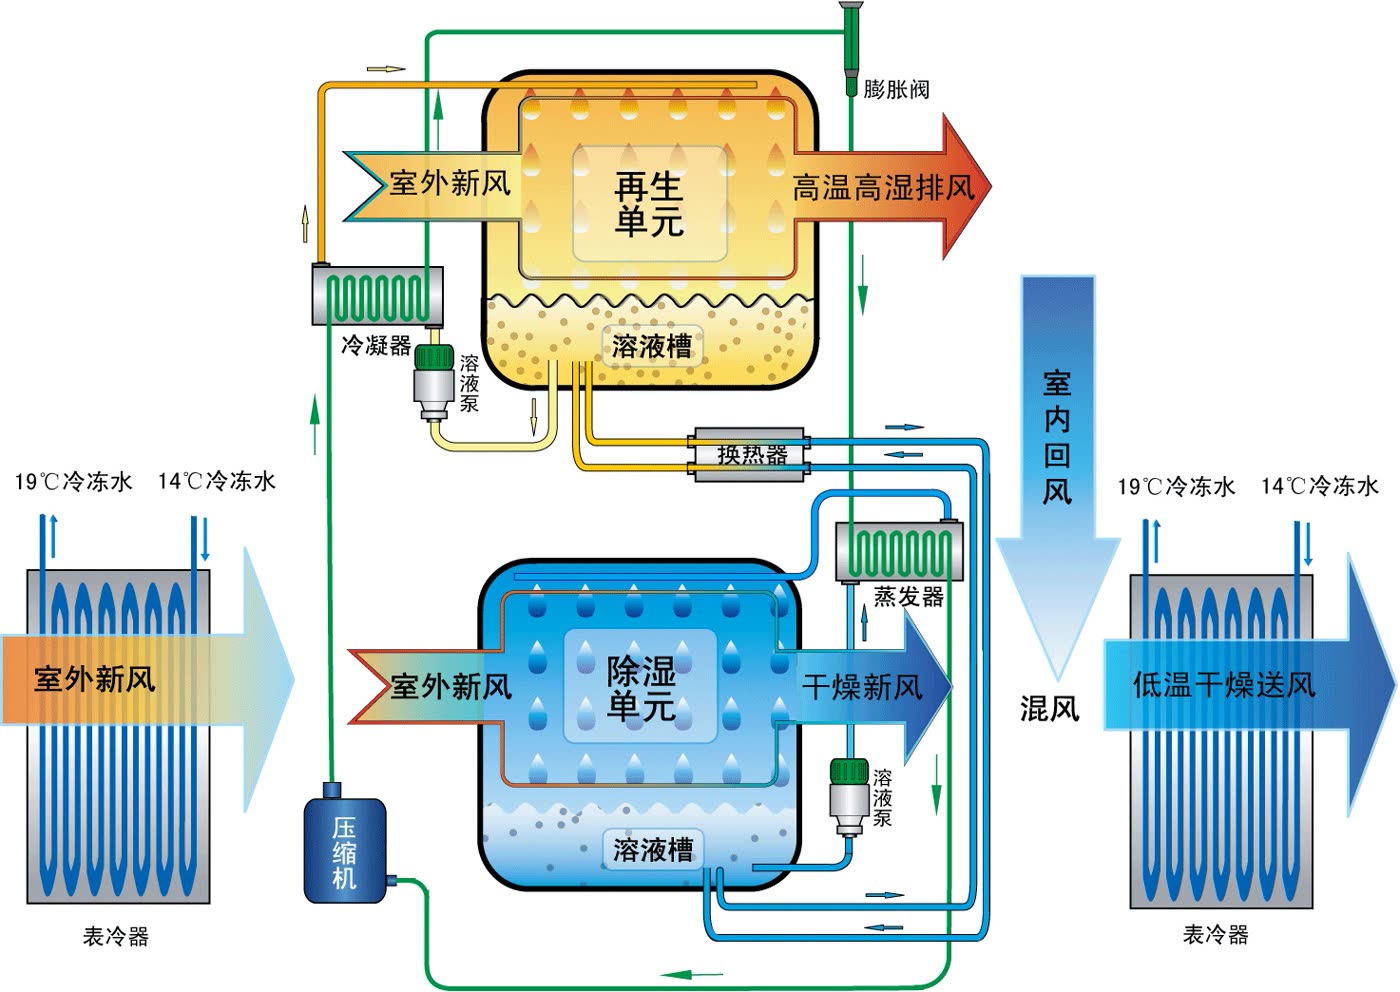 膨胀阀
室外新风
再生
单元
高温高湿排风
冷凝器
溶液泵
溶液槽
换热器
室内回风
19℃冷冻水
14℃冷冻水
室外新风
表冷器
压缩机
室外新风
除湿
单元
干燥新风
蒸发器
溶液泵
溶液槽
混风
19℃冷冻水
14℃冷冻水
低温干燥送风
表冷器